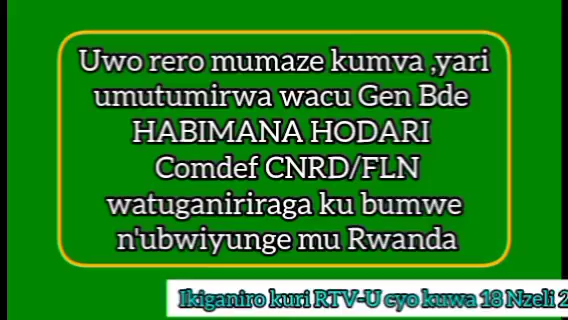 Uwo rero mumaze kumva ,yari
umutumirwa wacu Gen Bde
HABIMANA HODARI
Comdef CNRD/FLN
watuganiriraga ku bumwe
n'ubwiyunge mu Rwanda
Ikiganiro kuri RTV-U cyo kuwa 18 Nzeli